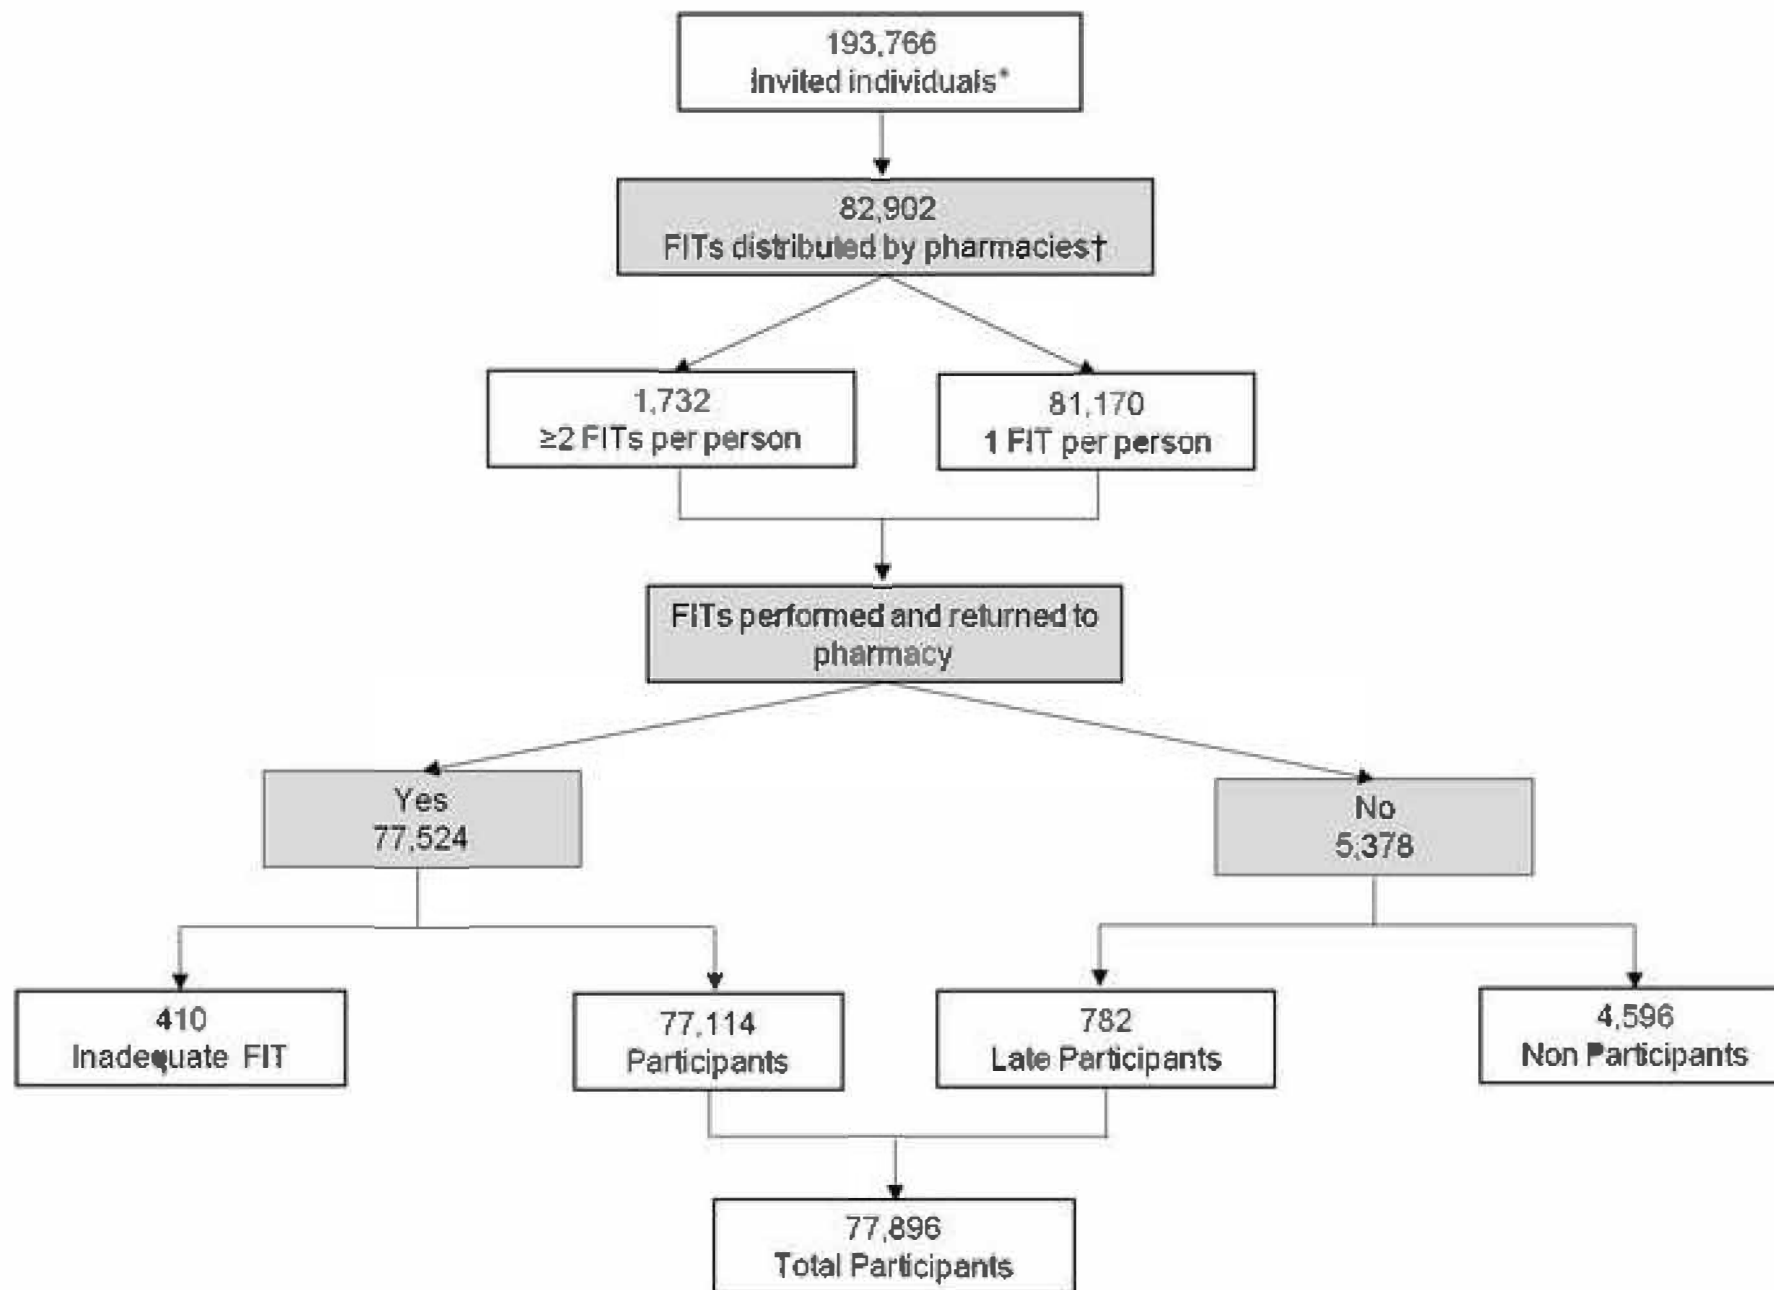 193,766
Invited individuals*
82,902
FITs distributed by pharmacies†
1,732
≥2 FITs per person
81,170
1 FIT per person
FITs performed and returned to
pharmacy
Yes
77,524
No
5,378
410
Inadequate FIT
77,114
Participants
782
Late Participants
4,596
Non Participants
77,896
Total Participants